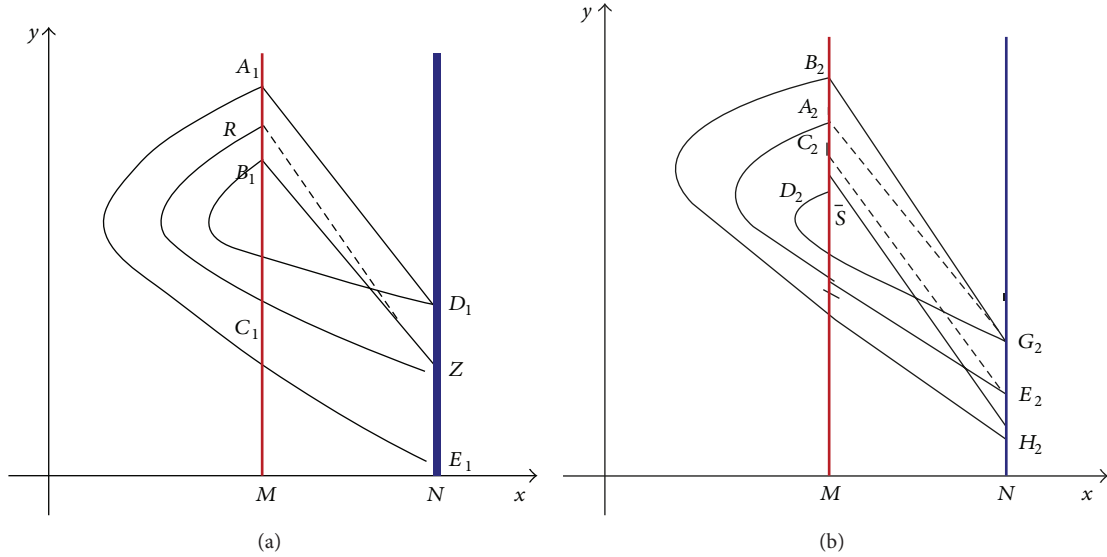 y
A₁
R
B₁
C₁
D₁
Z
E₁
M
N
x
(a)
y
B₂
A₂
C₂
D₂
S̄
G₂
E₂
H₂
M
N
x
(b)